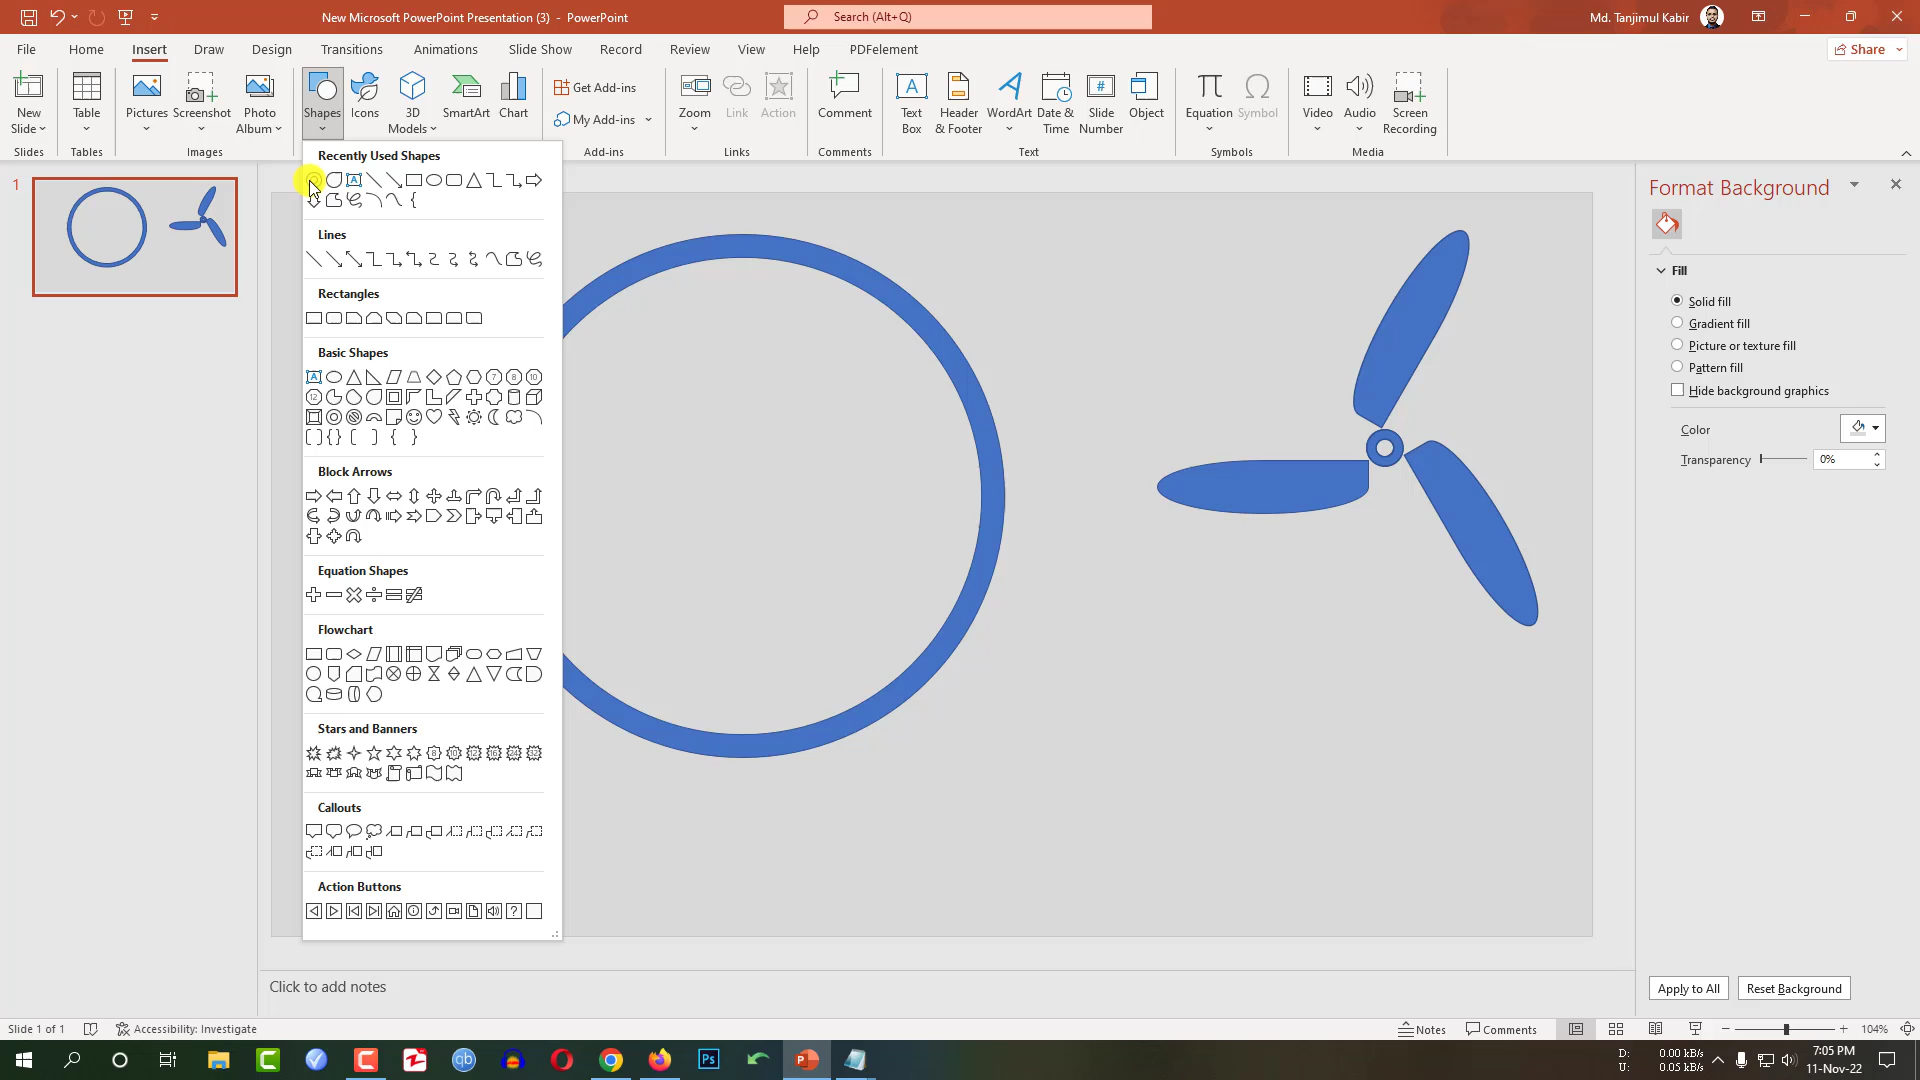 New Microsoft PowerPoint Presentation (3) - PowerPoint
Search (Alt+Q)
Md. Tanjimul Kabir
File Home Insert Draw Design Transitions Animations Slide Show Record Review View Help PDFelement
Share
New Slide
Table
Pictures
Screenshot
Photo Album
Shapes
Icons
3D Models
SmartArt
Chart
Get Add-ins
My Add-ins
Zoom
Link
Action
Comment
Text Box
Header & Footer
WordArt
Date & Time
Slide Number
Object
Equation
Symbol
Video
Audio
Screen Recording
Slides
Tables
Images
Add-ins
Links
Comments
Text
Symbols
Media
1
Recently Used Shapes
Lines
Rectangles
Basic Shapes
Block Arrows
Equation Shapes
Flowchart
Stars and Banners
Callouts
Action Buttons
Format Background
Fill
Solid fill
Gradient fill
Picture or texture fill
Pattern fill
Hide background graphics
Color
Transparency
0%
Apply to All
Reset Background
Click to add notes
Slide 1 of 1
Accessibility: Investigate
Notes
Comments
104%
D: 0.00 kB/s
U: 0.05 kB/s
7:05 PM
11-Nov-22